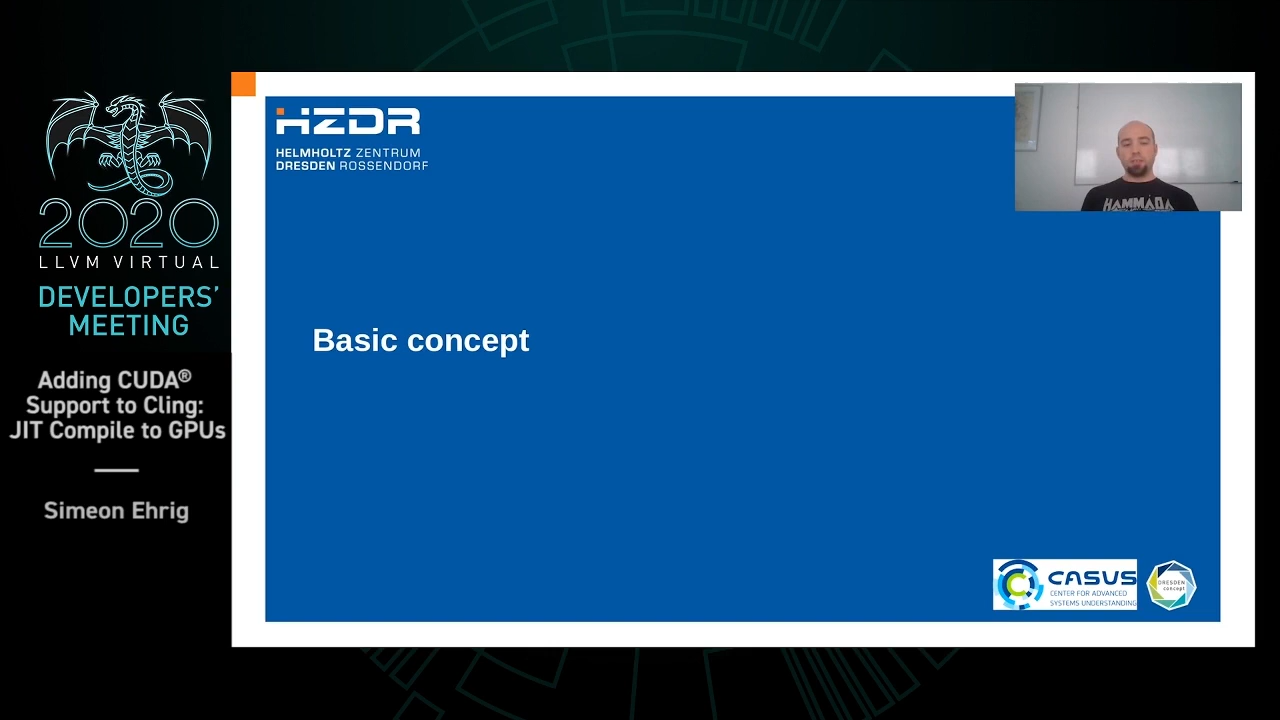 2020
LLVM VIRTUAL
DEVELOPERS'
MEETING
Adding CUDA®
Support to Cling:
JIT Compile to GPUs
Simeon Ehrig
HZDR
HELMHOLTZ ZENTRUM
DRESDEN ROSSENDORF
HAMMADA
Basic concept
CASUS
CENTER FOR ADVANCED
SYSTEMS UNDERSTANDING
DRESDEN
concept